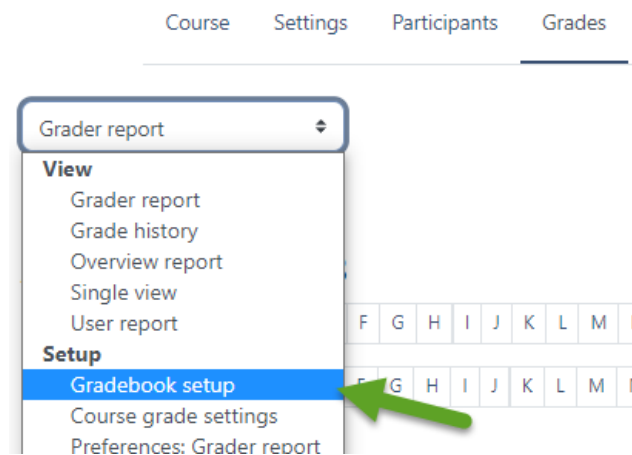 Course Settings Participants Grades
Grader report
View
Grader report
Grade history
Overview report
Single view
User report
F G H I J K L M
Setup
Gradebook setup
G H I J K L M
Course grade settings
Preferences: Grader report